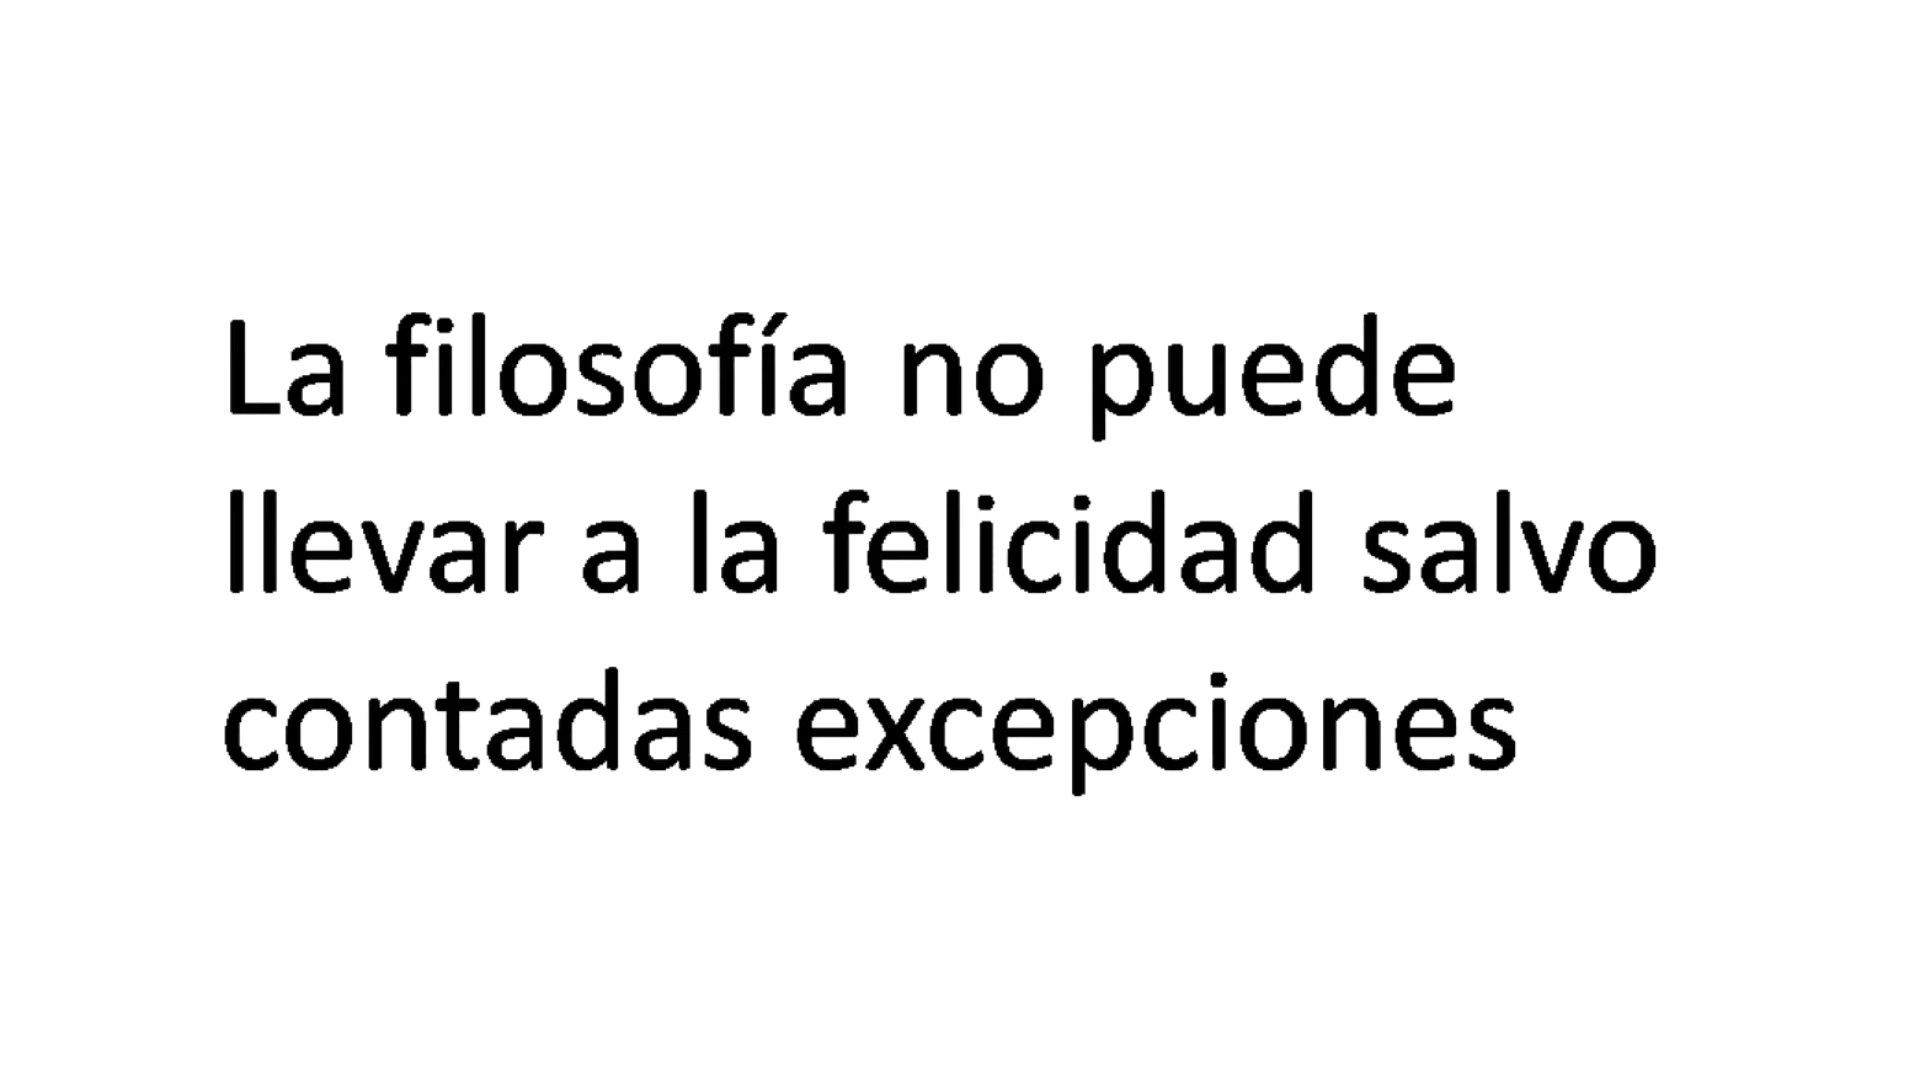 La filosofía no puede
llevar a la felicidad salvo
contadas excepciones